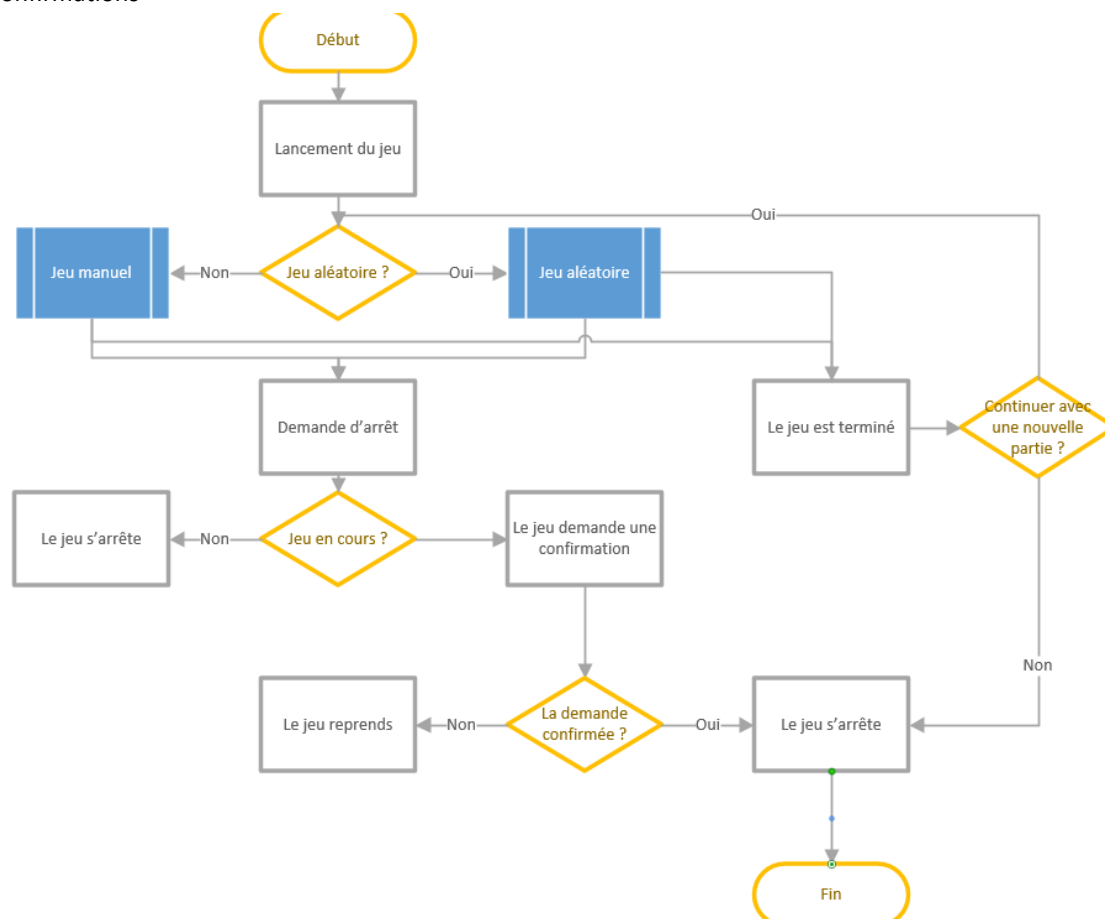 Début
Lancement du jeu
Oui
Jeu manuel
Non
Jeu aléatoire ?
Oui
Jeu aléatoire
Demande d'arrêt
Le jeu est terminé
Continuer avec
une nouvelle
partie ?
Le jeu s'arrête
Non
Jeu en cours ?
Le jeu demande une
confirmation
Non
Le jeu reprends
Non
La demande
confirmée ?
Oui
Le jeu s'arrête
Fin